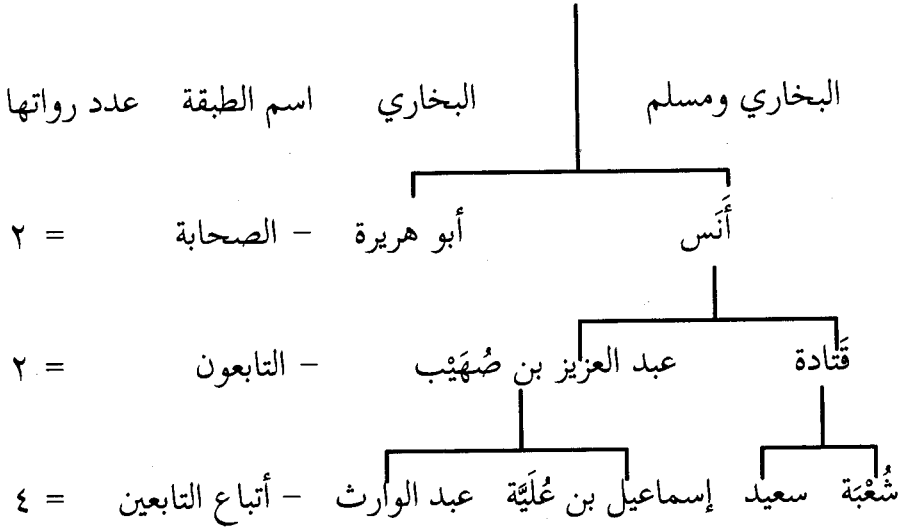 البخاري ومسلم البخاري اسم الطبقة عدد رواتها
أَنَس أبو هريرة – الصحابة = ٢
قَتادة عبد العزيز بن صُهَيْب – التابعون = ٢
شُعْبَة سعيد إسماعيل بن عُلَيَّة عبد الوارث – أتباع التابعين = ٤